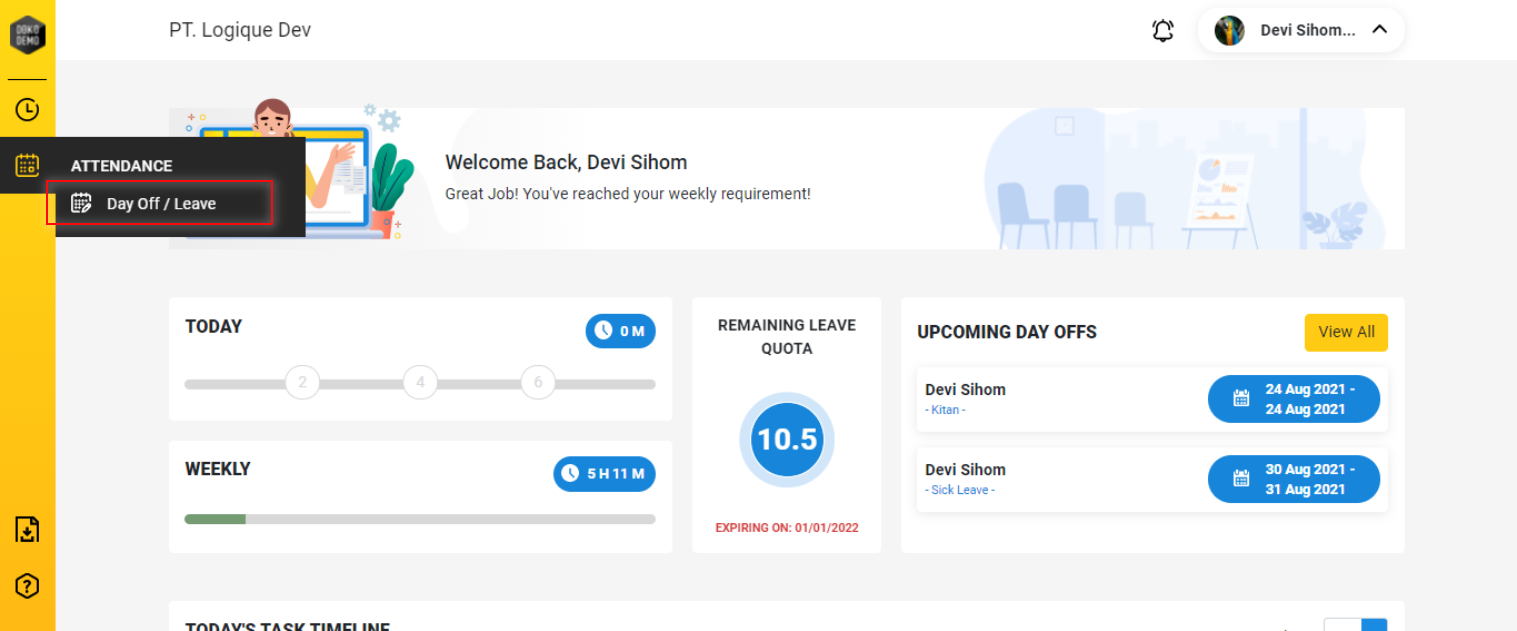 DOKO
DEMO
PT. Logique Dev
Devi Sihom...
ATTENDANCE
Day Off / Leave
Welcome Back, Devi Sihom
Great Job! You've reached your weekly requirement!
TODAY
0 M
2
4
6
WEEKLY
5 H 11 M
REMAINING LEAVE
QUOTA
10.5
EXPIRING ON: 01/01/2022
UPCOMING DAY OFFS
View All
Devi Sihom
- Kitan -
24 Aug 2021 -
24 Aug 2021
Devi Sihom
- Sick Leave -
30 Aug 2021 -
31 Aug 2021
TODAY'S TASK TIMELINE